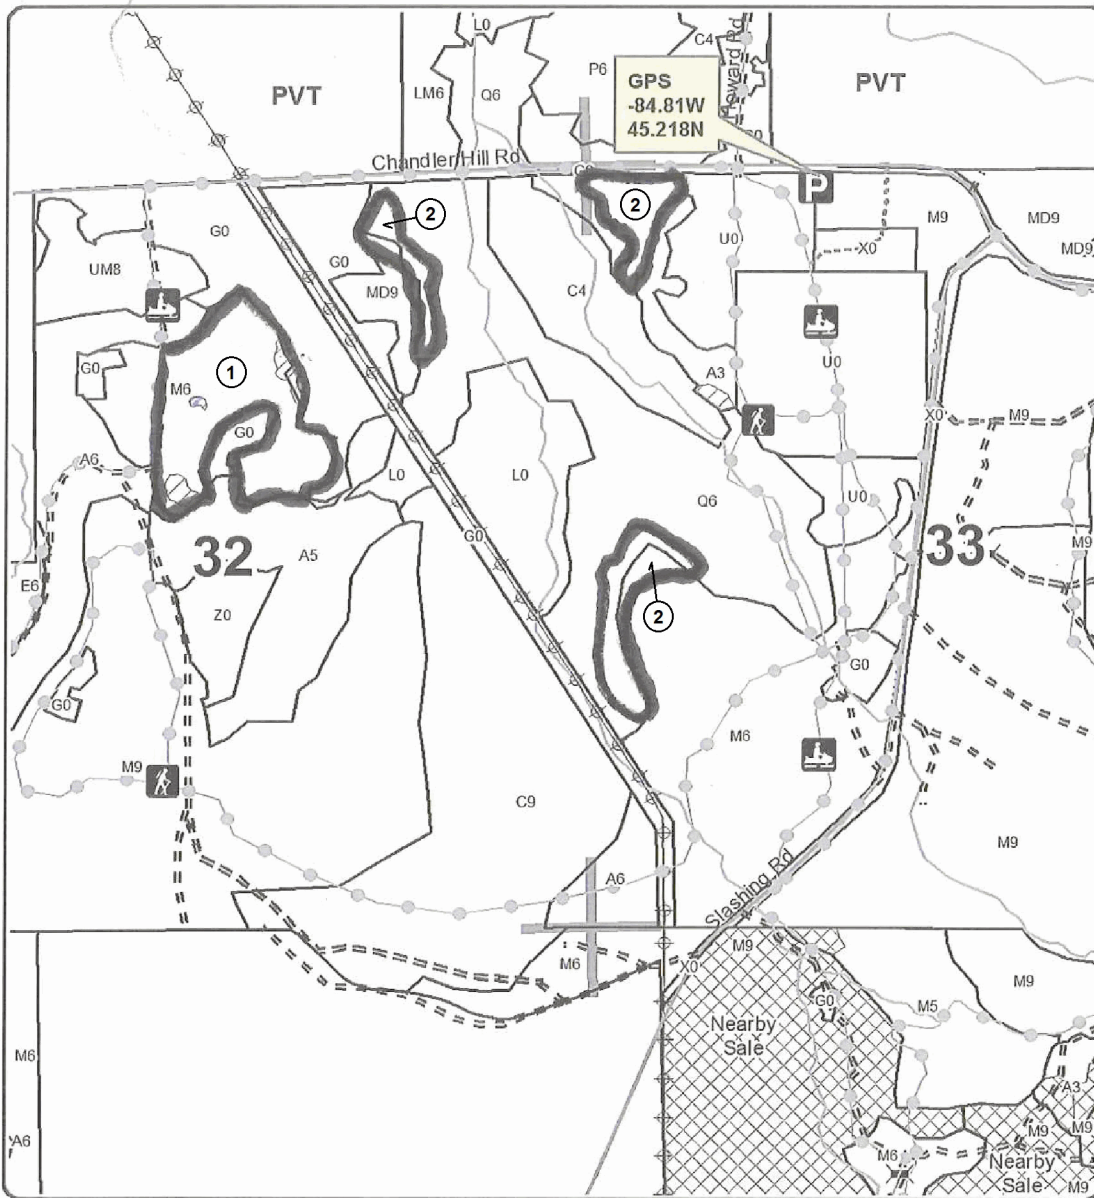 L0
C4
Howard Rd
P6
GPS
-84.81W
45.218N
PVT
LM6
Q6
PVT
Chandler Hill Rd
P
2
2
M9
MD9
G0
U0
X0
MD9
UM8
G0
MD9
C4
U0
G0
1
M6
A3
G0
L0
L0
X0
M9
A6
Q6
U0
G0
32
A5
33
M9
E6
Z0
2
G0
G0
M6
M9
C9
M9
A6
Slashing Rd
M9
M6
X0
M9
G0
M5
Nearby
Sale
M6
A3
M9
M9
A6
M6
Nearby
Sale
M9